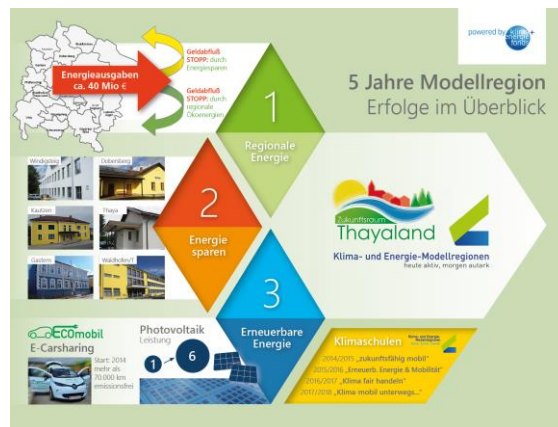 powered by klima+
energie
fonds
5 Jahre Modellregion
Erfolge im Überblick
Energieausgaben
ca. 40 Mio €
Geldabfluß
STOPP: durch
Energiesparen
Geldabfluß
STOPP: durch
regionale
Ökoenergien
1
Regionale
Energie
Windigsteig
Dobersberg
Kautzen
Thaya
Gastern
Waidhofen/T
2
Energie
sparen
Zukunftsraum
Thayaland
Klima- und Energie-Modellregionen
heute aktiv, morgen autark
3
Erneuerbare
Energie
ECOmobil
E-Carsharing
Start: 2014
mehr als
70.000 km
emissionsfrei
Photovoltaik
Leistung
1
6
Klimaschulen
2014/2015 „zukunftsfähig mobil"
2015/2016 „Erneuerb. Energie & Mobilität"
2016/2017 „Klima fair handeln"
2017/2018 „Klima mobil unterwegs..."